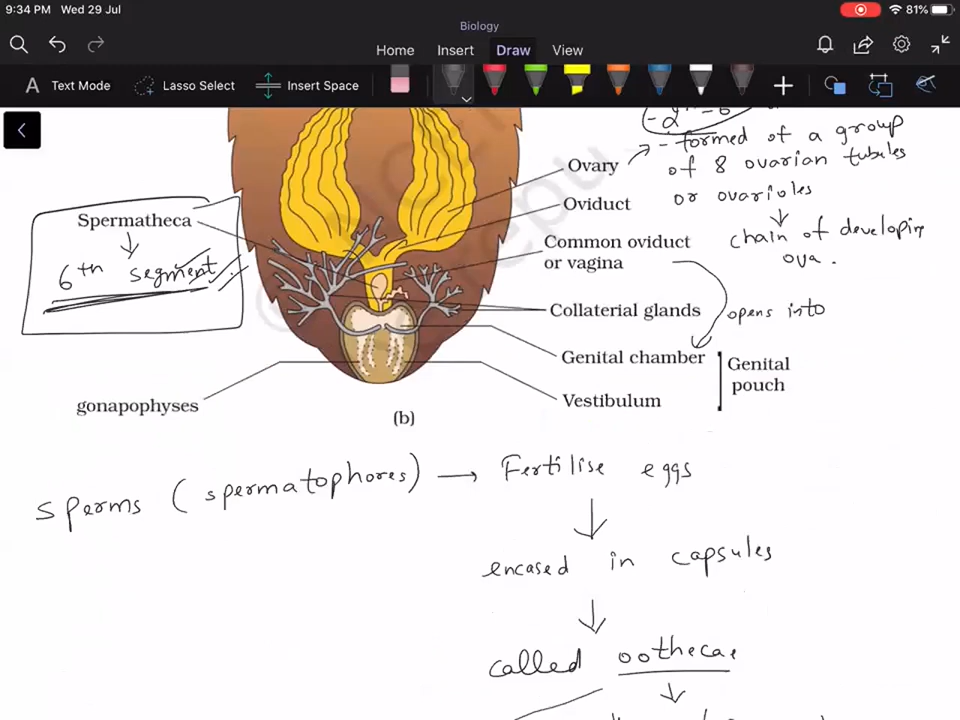 9:34 PM Wed 29 Jul
81%
Biology
Home Insert Draw View
A Text Mode Lasso Select Insert Space
- formed of a group
of 8 ovarian tubules
or ovarioles
chain of developing
ova.
Ovary
Oviduct
Common oviduct
or vagina
Collaterial glands
opens into
Genital chamber
Genital
pouch
Vestibulum
Spermatheca
6th segment
gonapophyses
(b)
sperms (spermatophores) → Fertilise eggs
encased in capsules
called oothecae